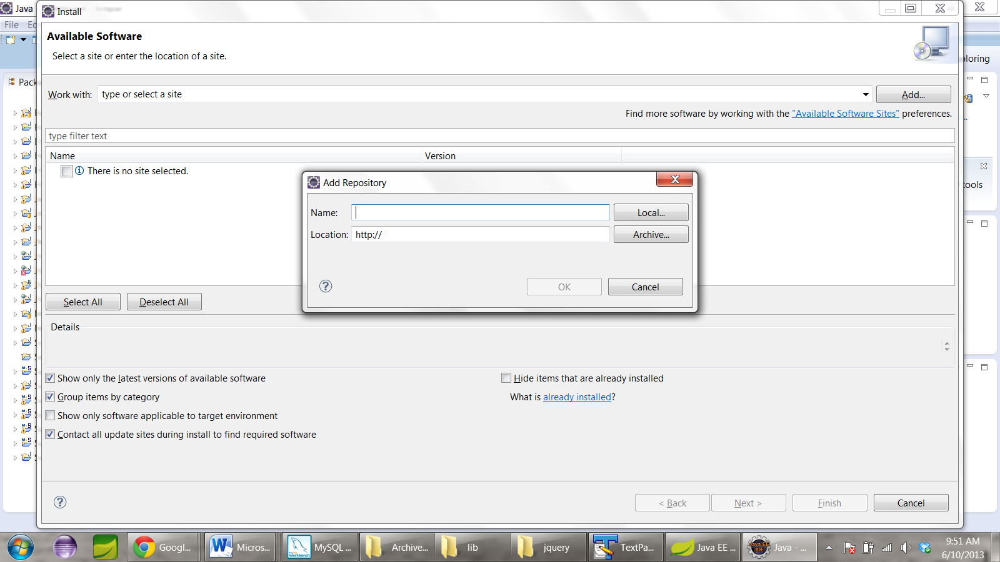 Java
Install
File
Available Software
Select a site or enter the location of a site.
oloring
Pack
Work with:
type or select a site
Add...
Find more software by working with the "Available Software Sites" preferences.
type filter text
Name
Version
There is no site selected.
Add Repository
tools
Name:
Local...
Location:
http://
Archive...
OK
Cancel
Select All
Deselect All
Details
Show only the latest versions of available software
Hide items that are already installed
Group items by category
What is already installed?
Show only software applicable to target environment
Contact all update sites during install to find required software
< Back
Next >
Finish
Cancel
Googl...
Micros...
MySQL ...
Archive...
lib
jquery
TextPa...
Java EE ...
Java - ...
9:51 AM
6/10/2013